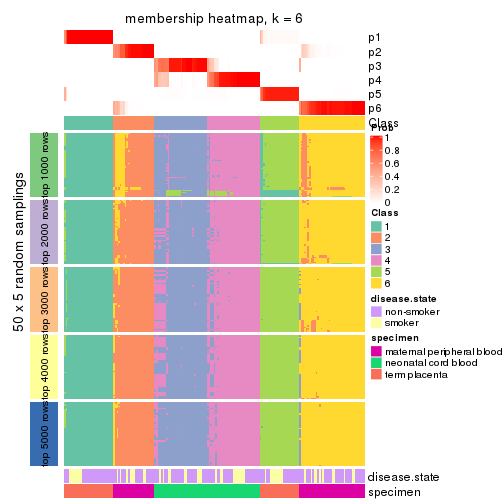 membership heatmap, k = 6
p1
p2
p3
p4
p5
p6
Class
Prob
1
0.8
0.6
0.4
0.2
0
Class
1
2
3
4
5
6
disease.state
non-smoker
smoker
specimen
maternal peripheral blood
neonatal cord blood
term placenta
50 x 5 random samplings
top 1000 rows
top 2000 rows
top 3000 rows
top 4000 rows
top 5000 rows
disease.state
specimen